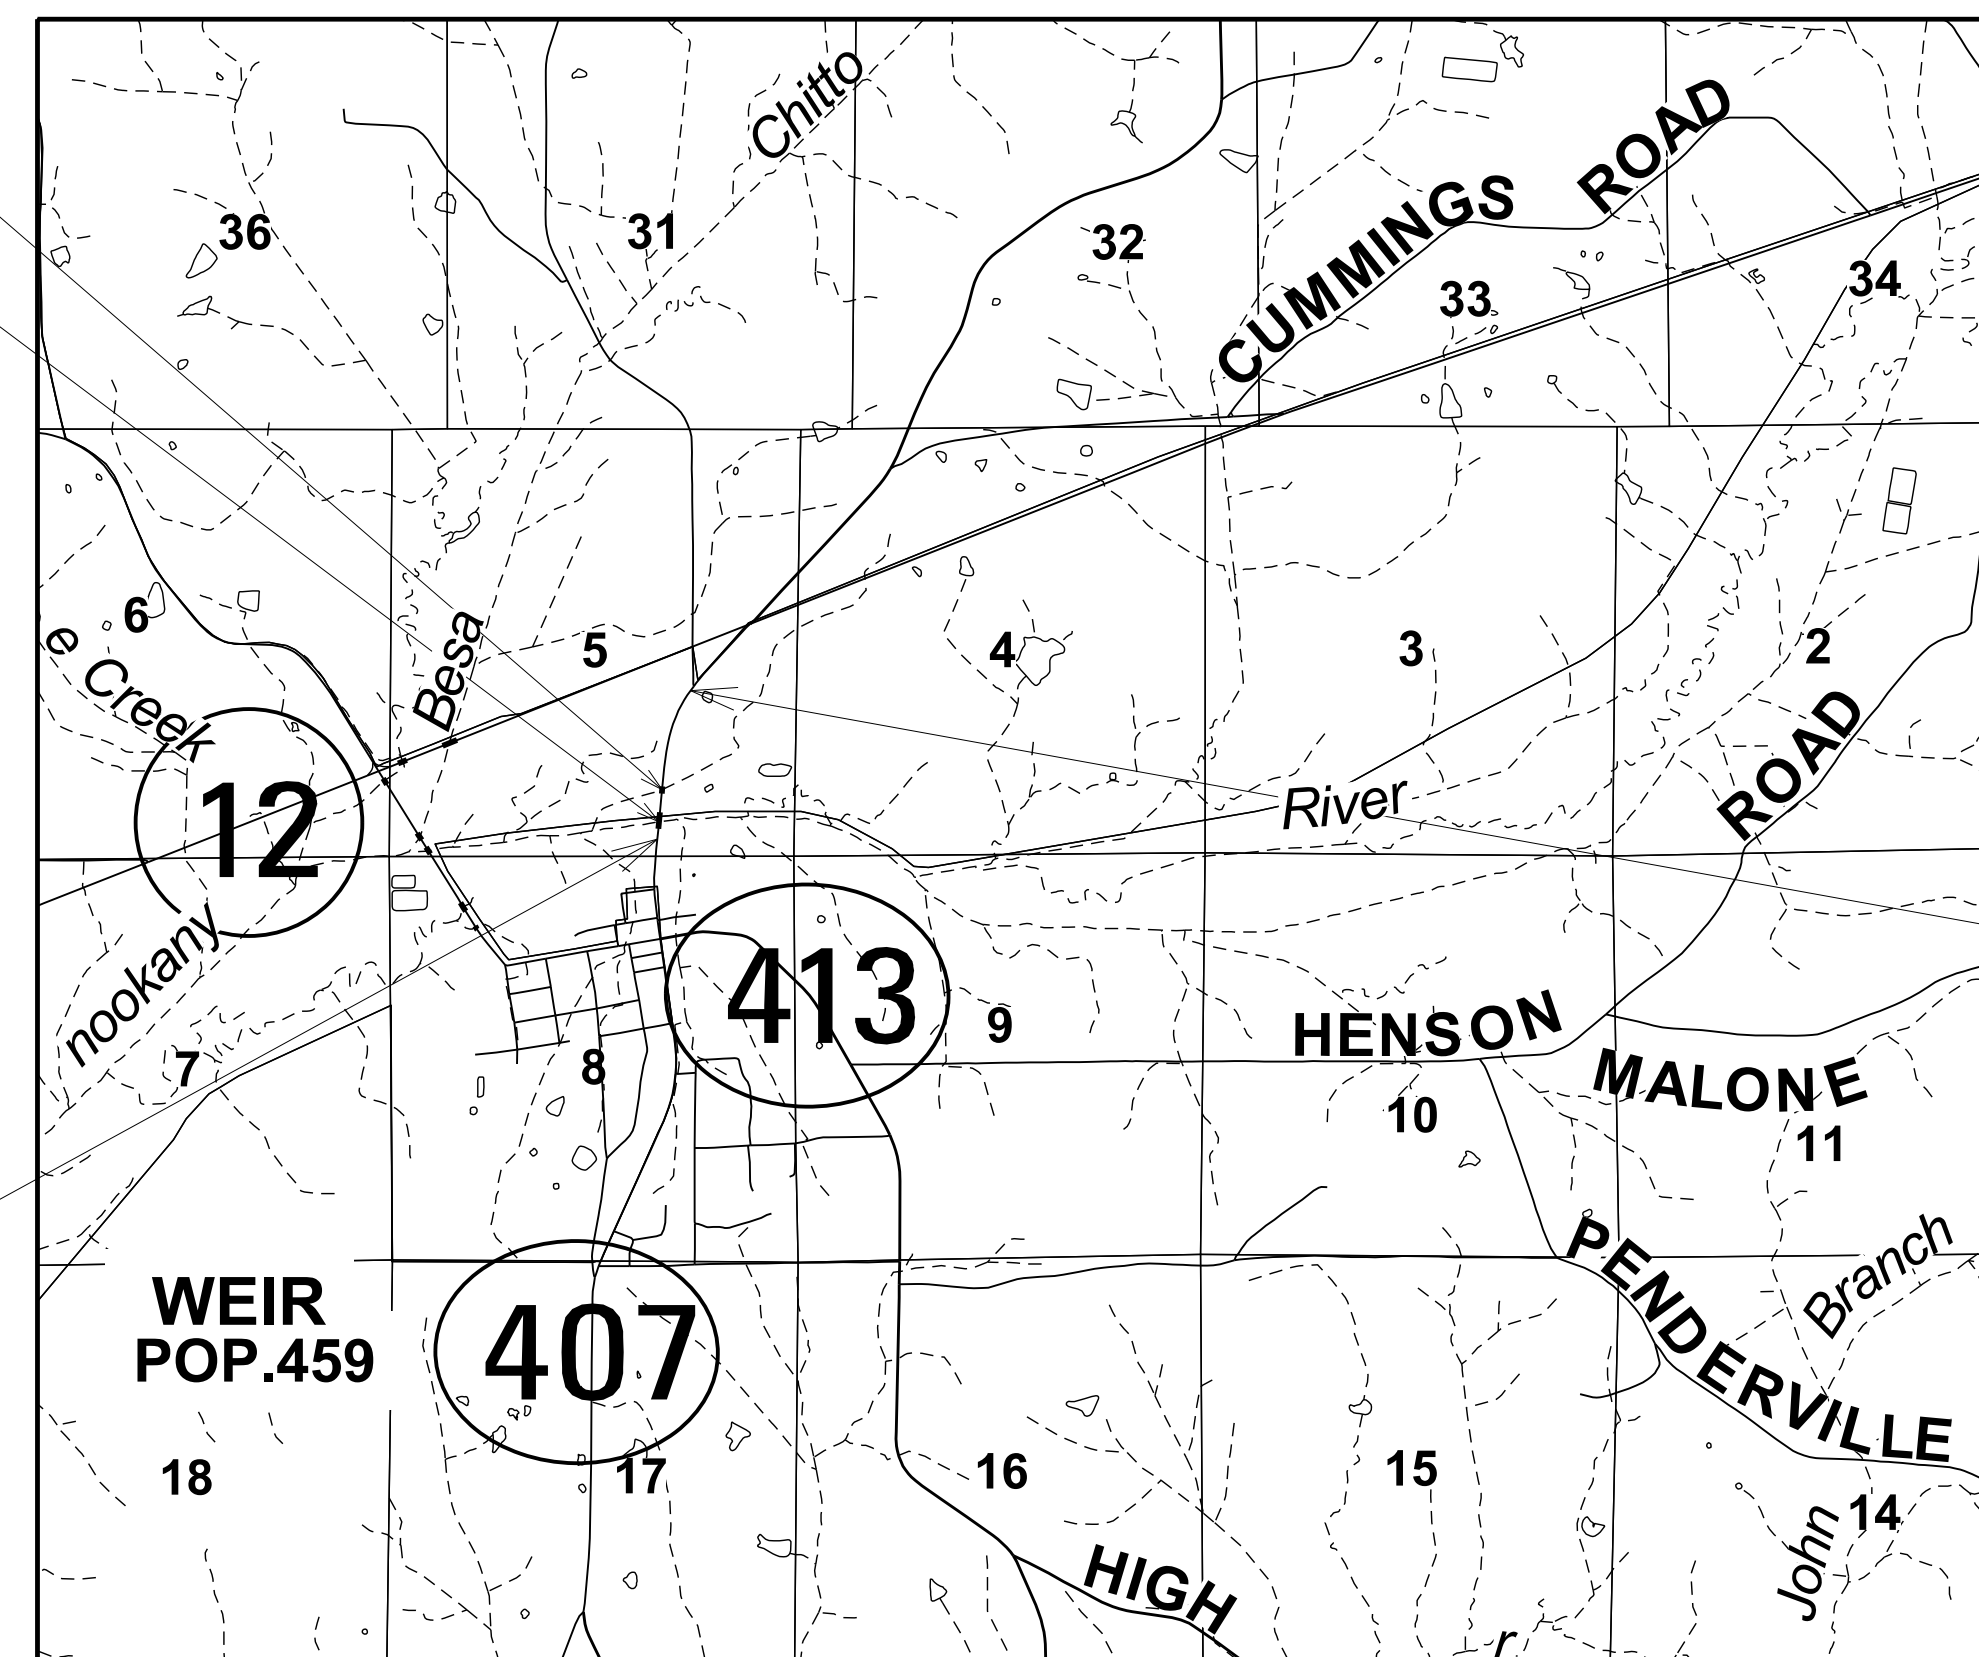 Chitto
ROAD
36
31
32
CUMMINGS
33
34
6
Besa
5
4
3
2
e Creek
ROAD
12
River
nookany
413
9
HENSON
7
8
MALONE
10
11
PENDERVILLE
Branch
WEIR
POP.459
407
18
17
16
15
14
John
HIGH
r